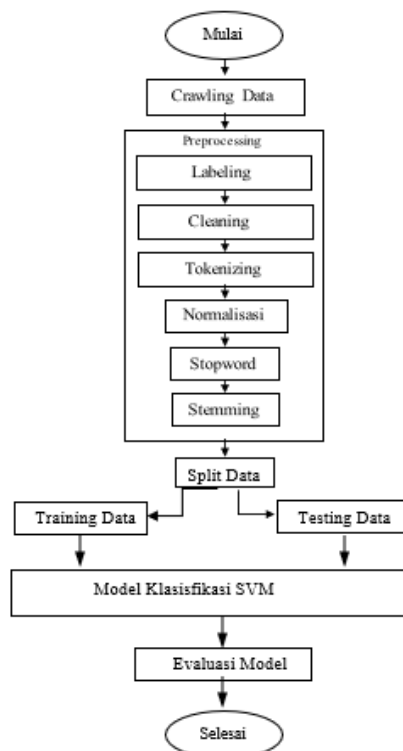 Mulai
Crawling Data
Preprocessing
Labeling
Cleaning
Tokenizing
Normalisasi
Stopword
Stemming
Split Data
Training Data
Testing Data
Model Klasisfikasi SVM
Evaluasi Model
Selesai